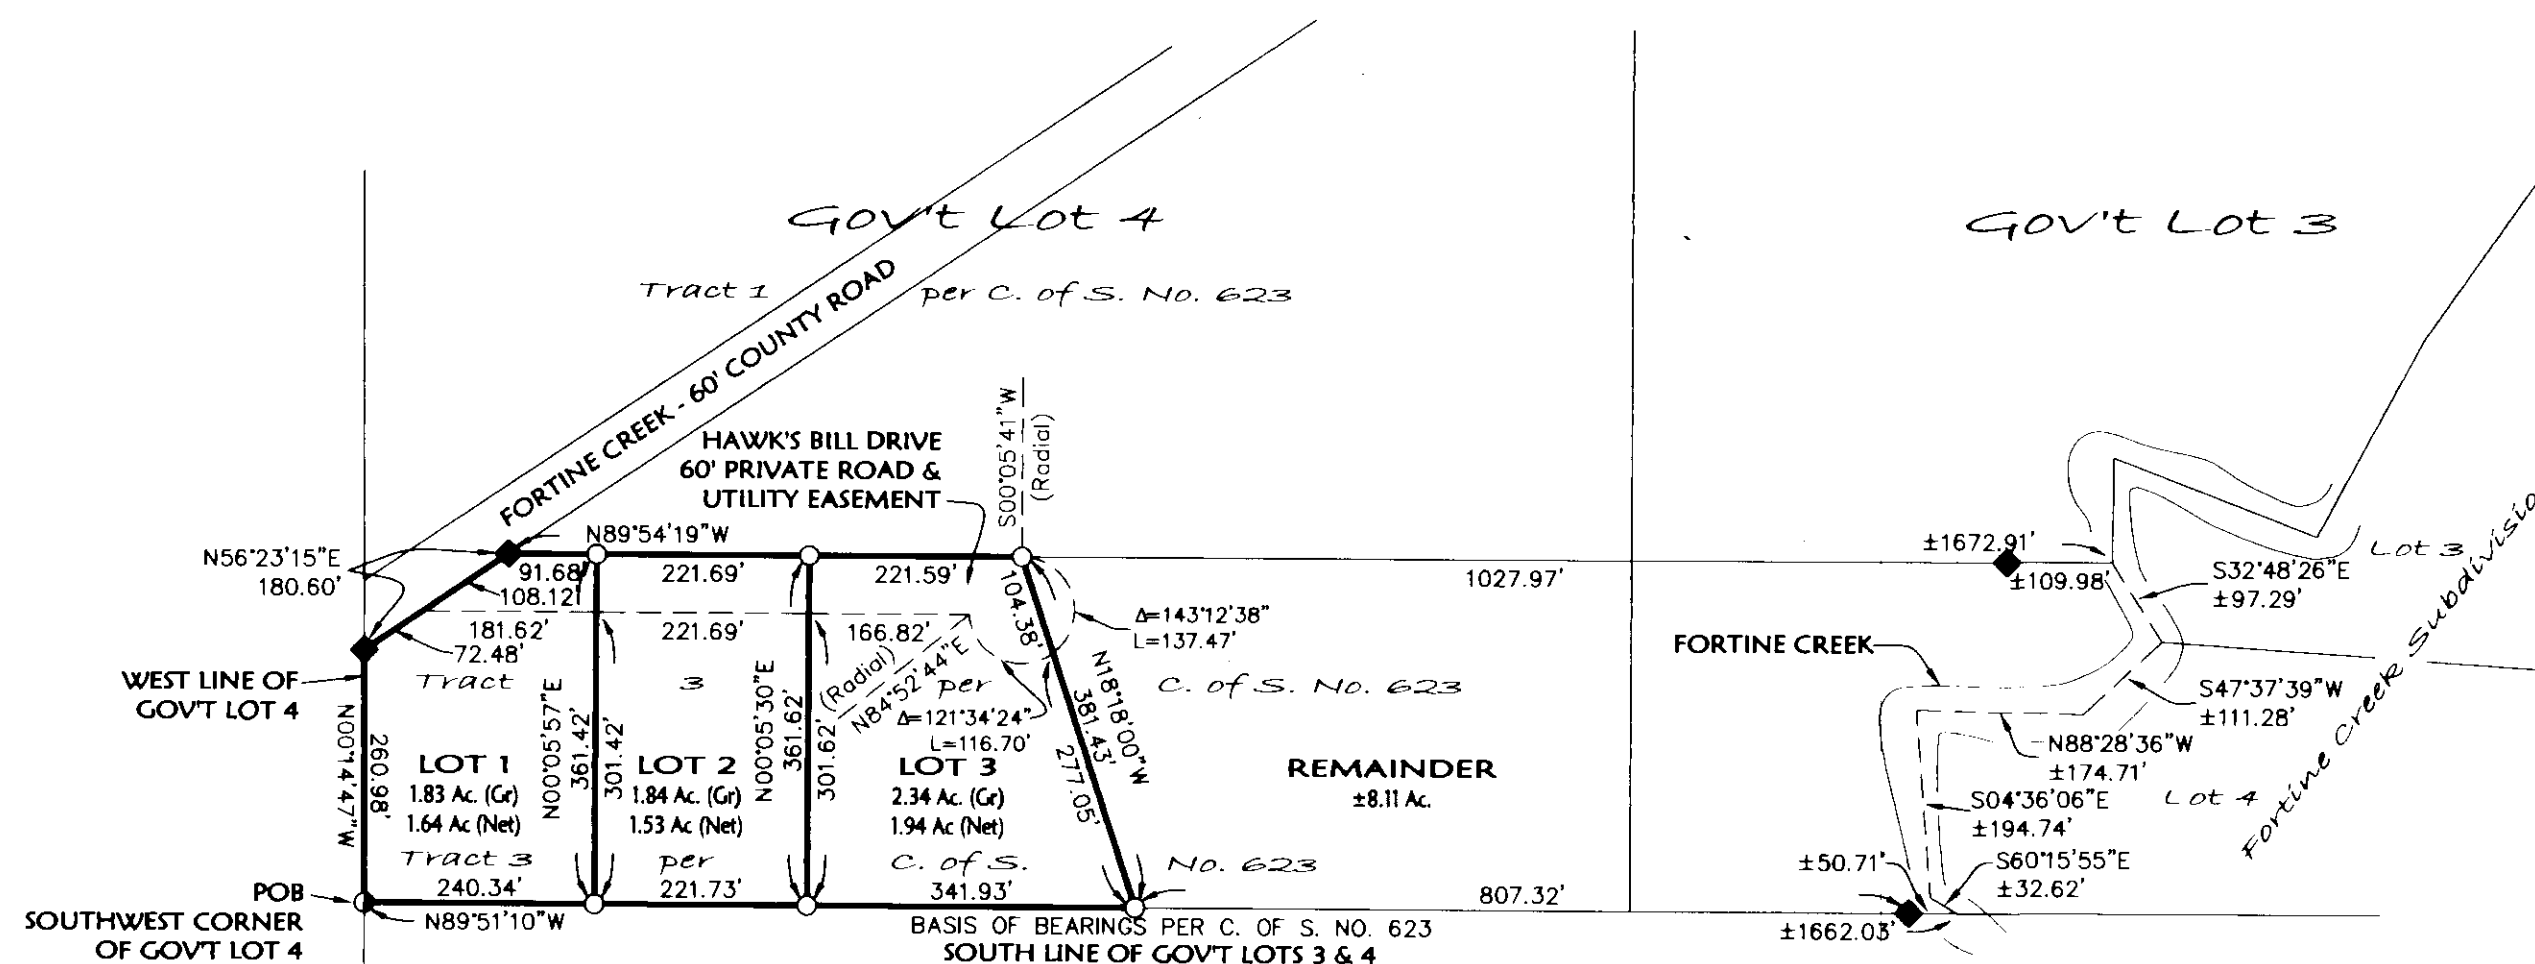 Gov't Lot 4
Gov't Lot 3
Tract 1
per C. of S. No. 623
FORTINE CREEK - 60' COUNTY ROAD
HAWK'S BILL DRIVE
60' PRIVATE ROAD &
UTILITY EASEMENT
S00°05'41"W
(Radial)
N56°23'15"E
180.60'
N89°54'19"W
91.68'
221.69'
221.59'
1027.97'
±1672.91'
±109.98'
Lot 3
S32°48'26"E
±97.29'
108.12'
104.38'
181.62'
221.69'
166.82'
72.48'
Δ=143°12'38"
L=137.47'
(Radial)
N84°52'44"E
FORTINE CREEK
WEST LINE OF
GOV'T LOT 4
Tract
3
per
C. of S. No. 623
S47°37'39"W
±111.28'
N00°14'47"W
260.98'
N00°05'57"E
361.42'
301.42'
N00°05'30"E
361.62'
301.62'
Δ=121°34'24"
L=116.70'
N18°18'00"W
381.43'
277.05'
N88°28'36"W
±174.71'
LOT 1
1.83 Ac. (Gr)
1.64 Ac (Net)
LOT 2
1.84 Ac. (Gr)
1.53 Ac (Net)
LOT 3
2.34 Ac. (Gr)
1.94 Ac (Net)
REMAINDER
±8.11 Ac.
S04°36'06"E
±194.74'
Lot 4
Fortine Creek Subdivisio
Tract 3
per
C. of S.
No. 623
±50.71'
S60°15'55"E
±32.62'
POB
SOUTHWEST CORNER
OF GOV'T LOT 4
240.34'
221.73'
341.93'
807.32'
N89°51'10"W
BASIS OF BEARINGS PER C. OF S. NO. 623
SOUTH LINE OF GOV'T LOTS 3 & 4
±1662.03'